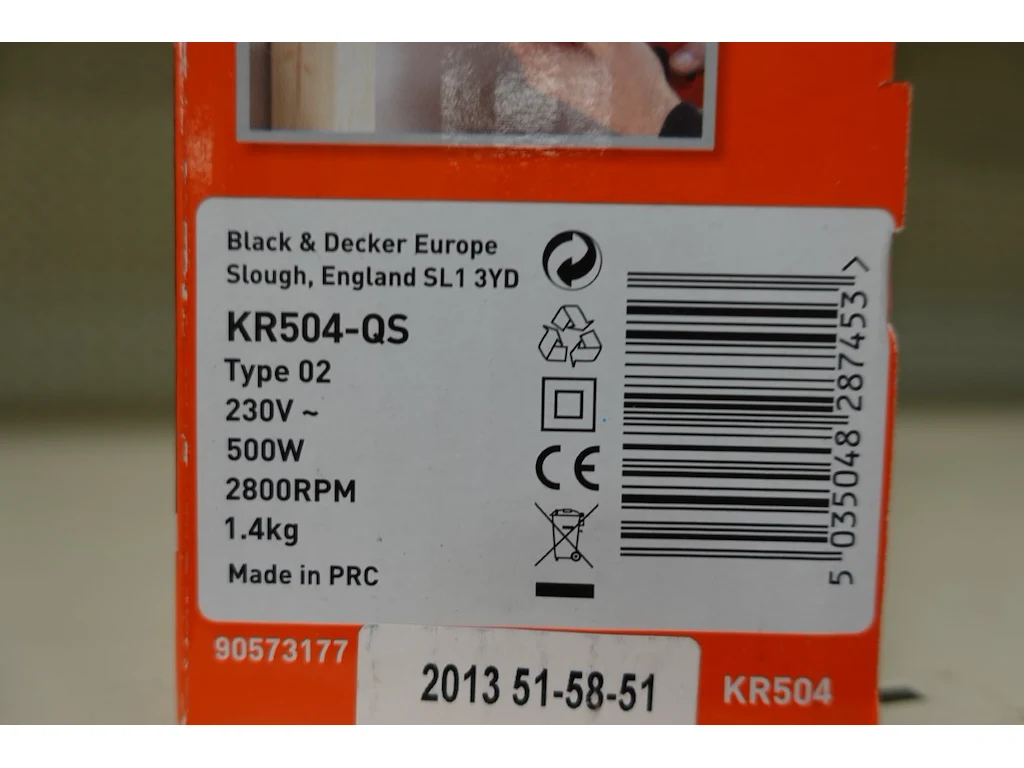 Black & Decker Europe
Slough, England SL1 3YD
KR504-QS
Type 02
230V ~
500W
2800RPM
1.4kg
Made in PRC
CE
5 035048 287453 >
90573177
2013 51-58-51
KR504